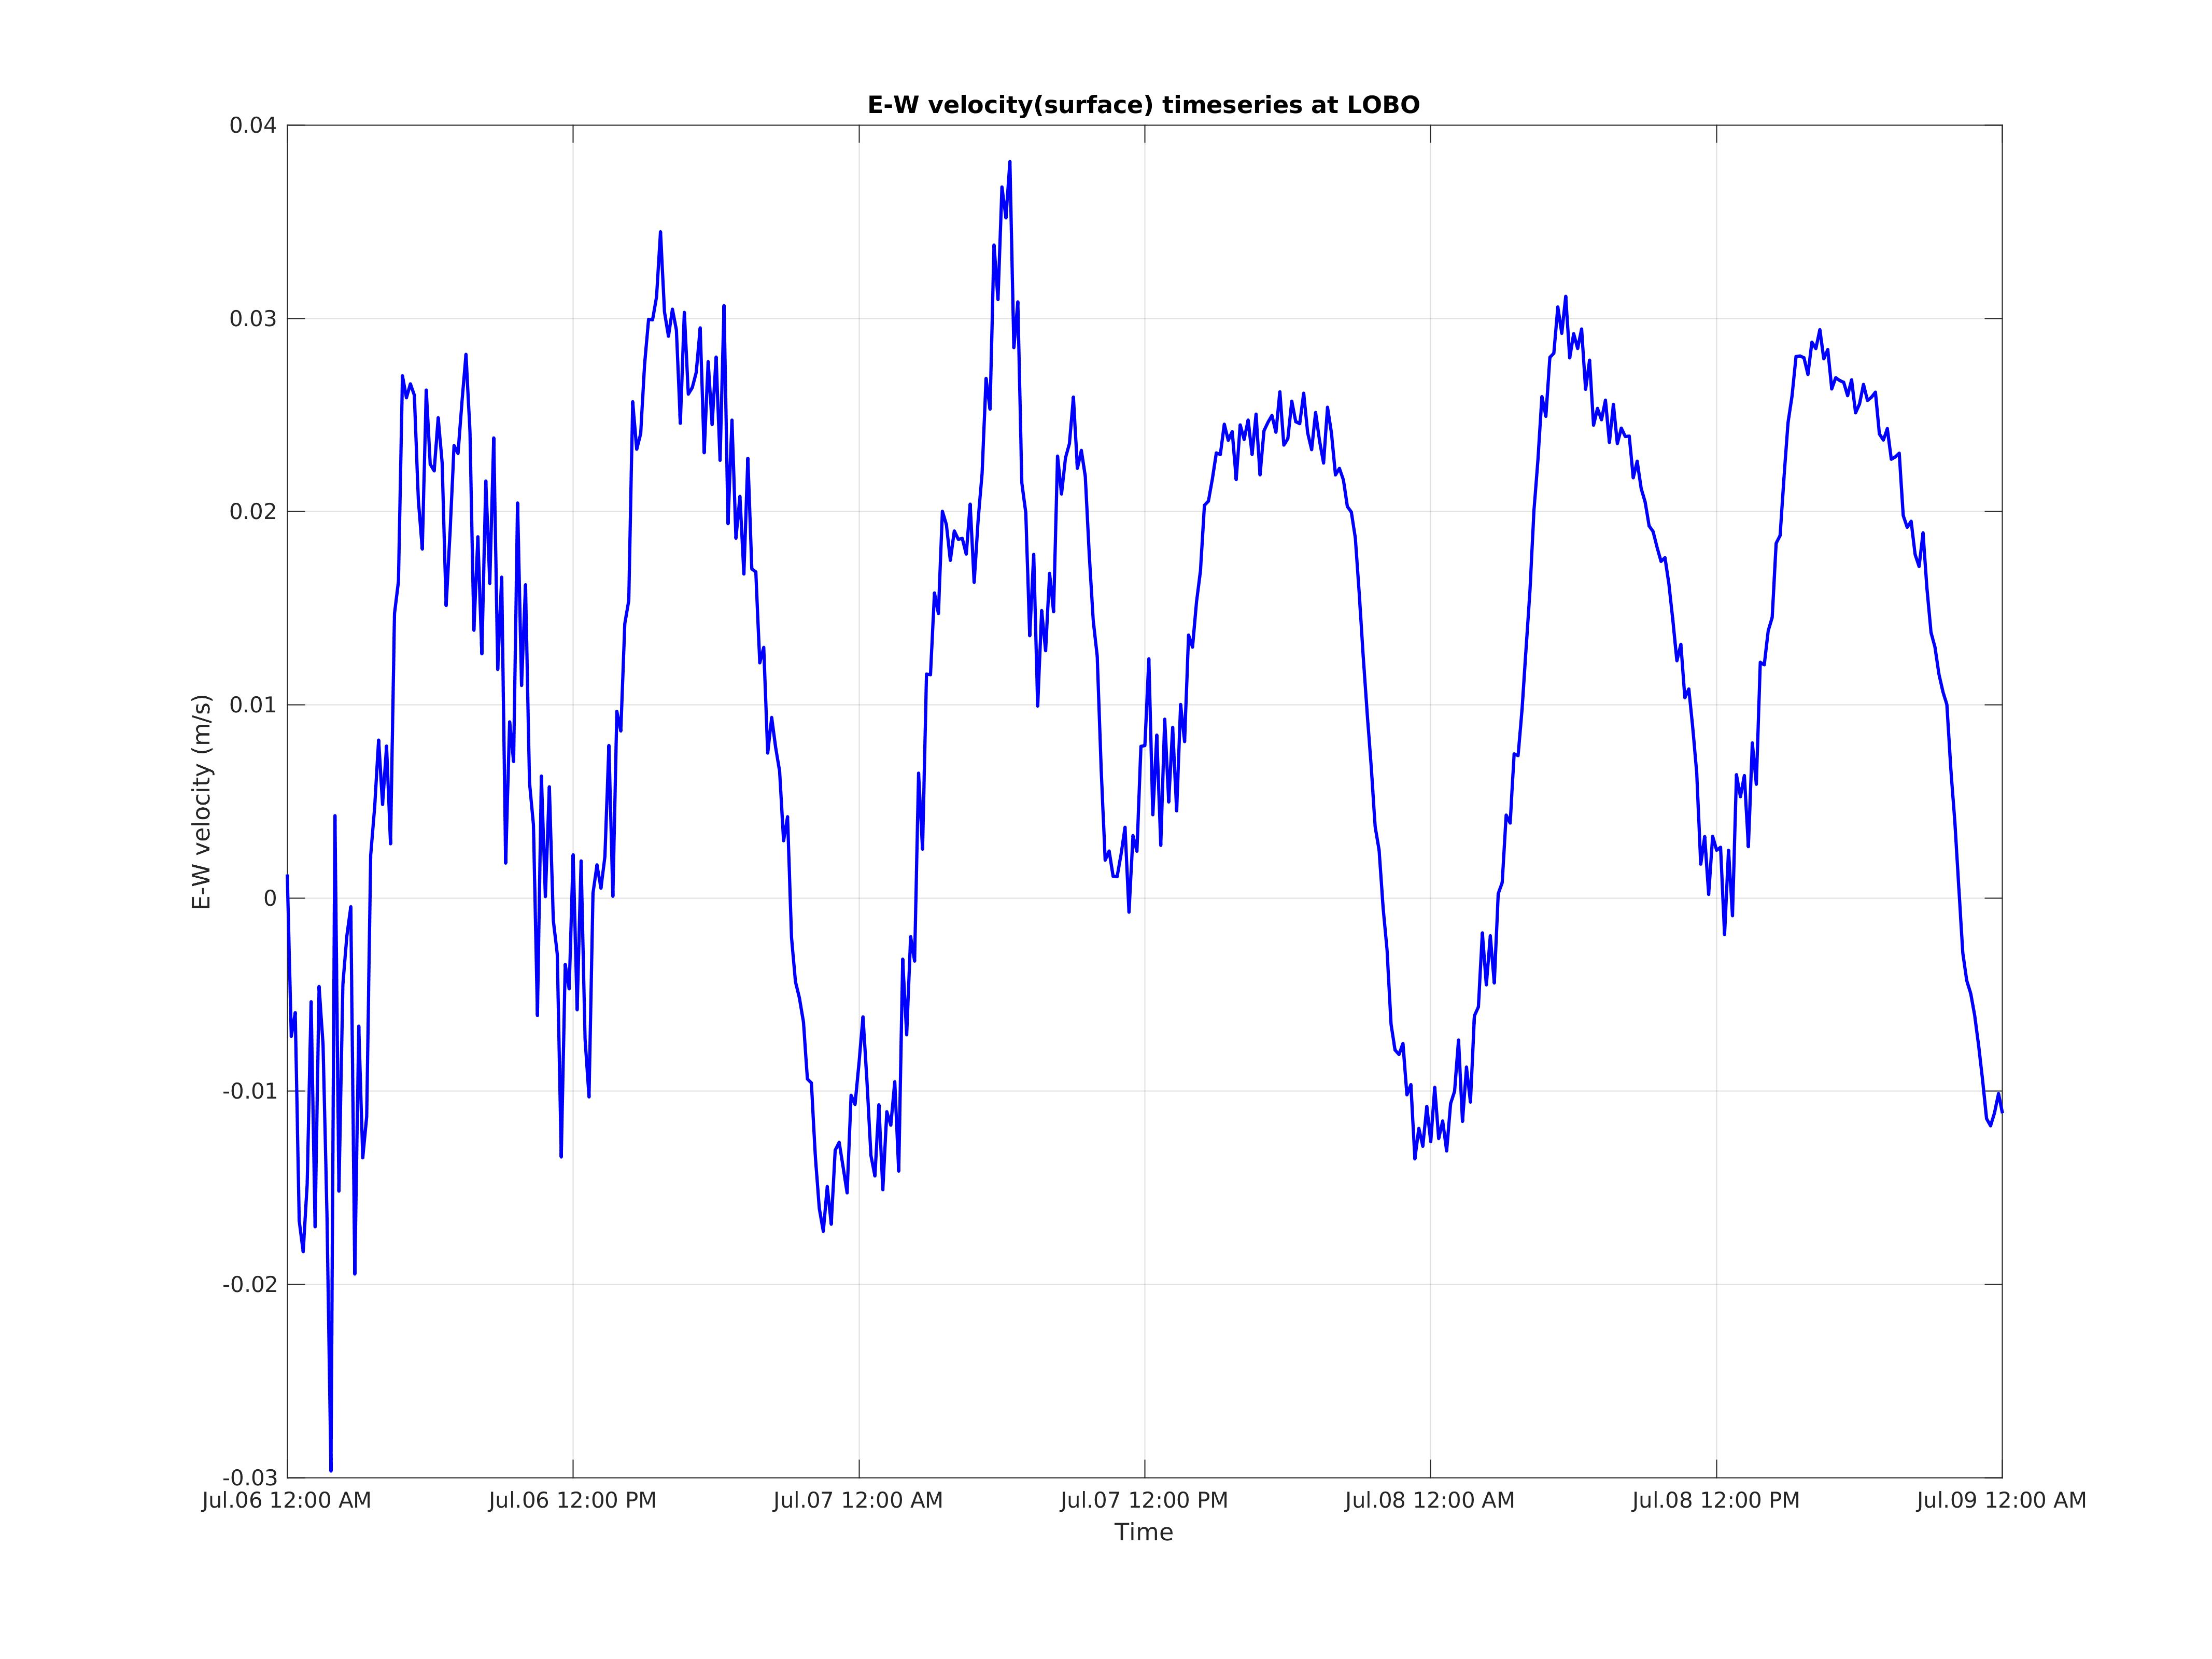 E-W velocity(surface) timeseries at LOBO
0.04
0.03
0.02
0.01
0
-0.01
-0.02
-0.03
E-W velocity (m/s)
Jul.06 12:00 AM Jul.06 12:00 PM Jul.07 12:00 AM Jul.07 12:00 PM Jul.08 12:00 AM Jul.08 12:00 PM Jul.09 12:00 AM
Time